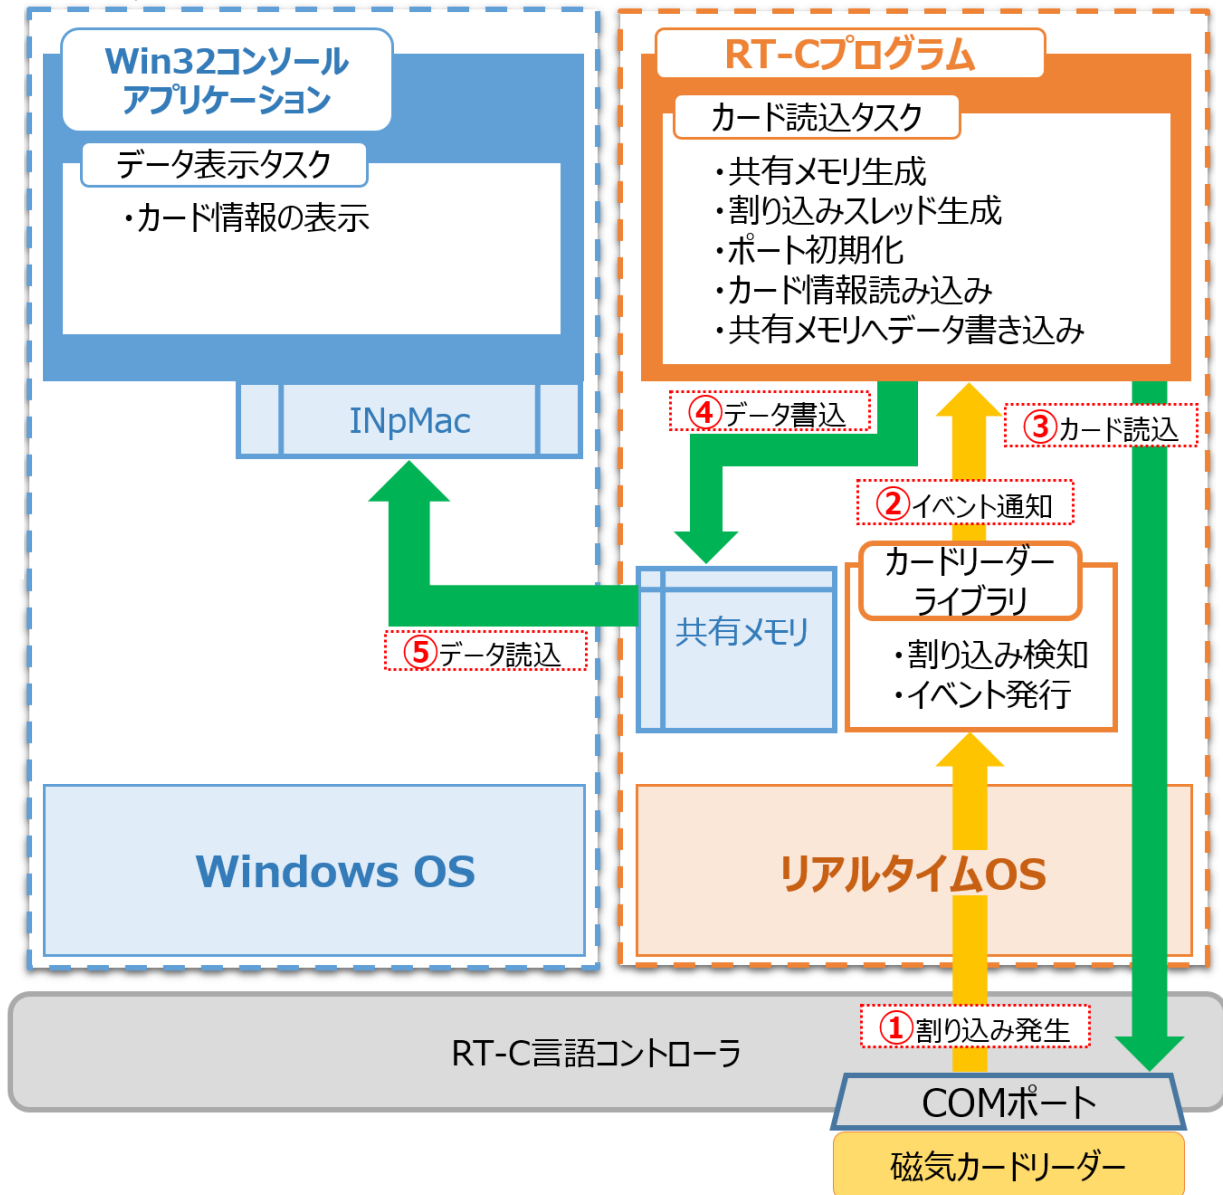 Win32コンソール
アプリケーション
データ表示タスク
・カード情報の表示
INpMac
⑤データ読込
Windows OS
RT-Cプログラム
カード読込タスク
・共有メモリ生成
・割り込みスレッド生成
・ポート初期化
・カード情報読み込み
・共有メモリへデータ書き込み
④データ書込
③カード読込
②イベント通知
カードリーダー
ライブラリ
・割り込み検知
・イベント発行
共有メモリ
リアルタイムOS
①割り込み発生
RT-C言語コントローラ
COMポート
磁気カードリーダー